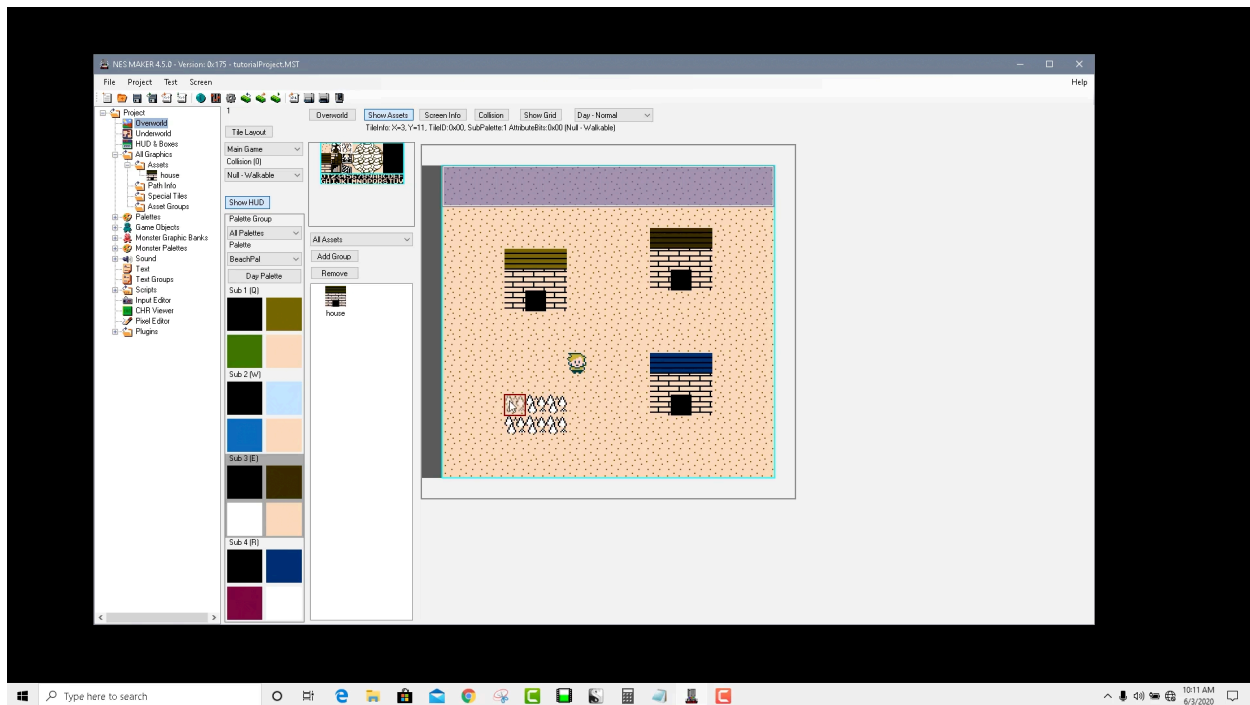 NES MAKER 4.5.0 - Version: 0x175 - tutorialProject.MST
File Project Test Screen Help
Project
Overworld
Underworld
HUD & Boxes
All Graphics
Assets
house
Path Info
Special Tiles
Asset Groups
Palettes
Game Objects
Monster Graphic Banks
Monster Palettes
Sound
Text
Text Groups
Scripts
Input Editor
CHR Viewer
Pixel Editor
Plugins
1
Tile Layout
Main Game
Collision (0)
Null - Walkable
Show HUD
Palette Group
All Palettes
Palette
BeachPal
Day Palette
Sub 1 (Q)
Sub 2 (W)
Sub 3 (E)
Sub 4 (R)
Overworld Show Assets Screen Info Collision Show Grid Day - Normal
TileInfo: X=3, Y=11, TileID:0x00, SubPalette:1 AttributeBits:0x00 (Null - Walkable)
GHIJKLMNOPQRSTUV
All Assets
Add Group
Remove
house
Type here to search
10:11 AM
6/3/2020